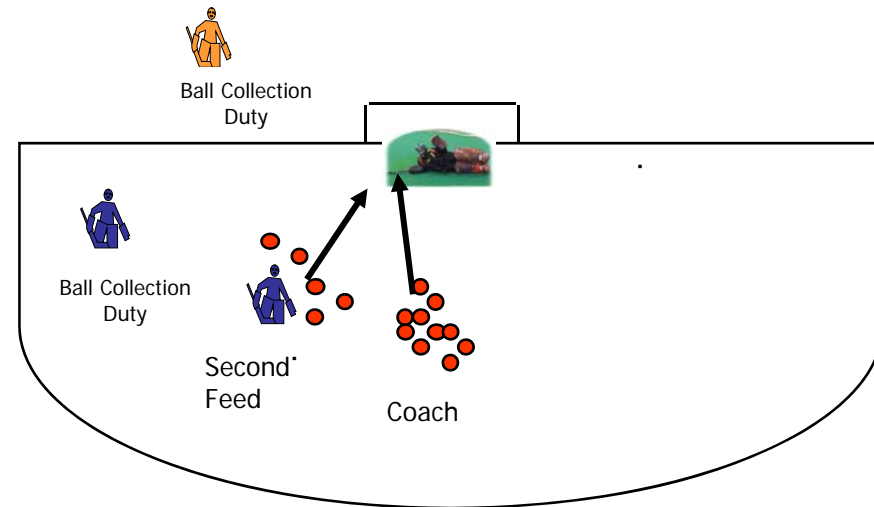 Ball Collection
Duty
Ball Collection
Duty
Second
Feed
Coach